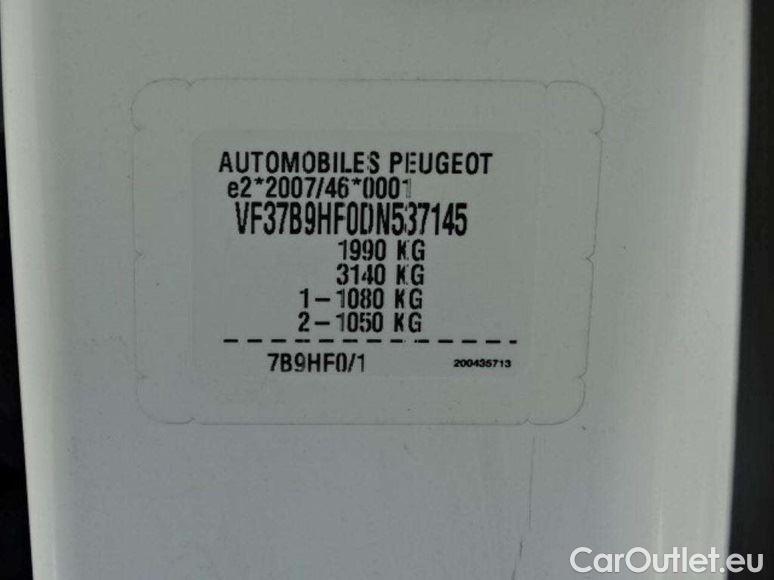 AUTOMOBILES PEUGEOT
e2*2007/46*0001
VF37B9HF0DN537145
1990 KG
3140 KG
1-1080 KG
2-1050 KG
7B9HF0/1 200435713
CarOutlet.eu